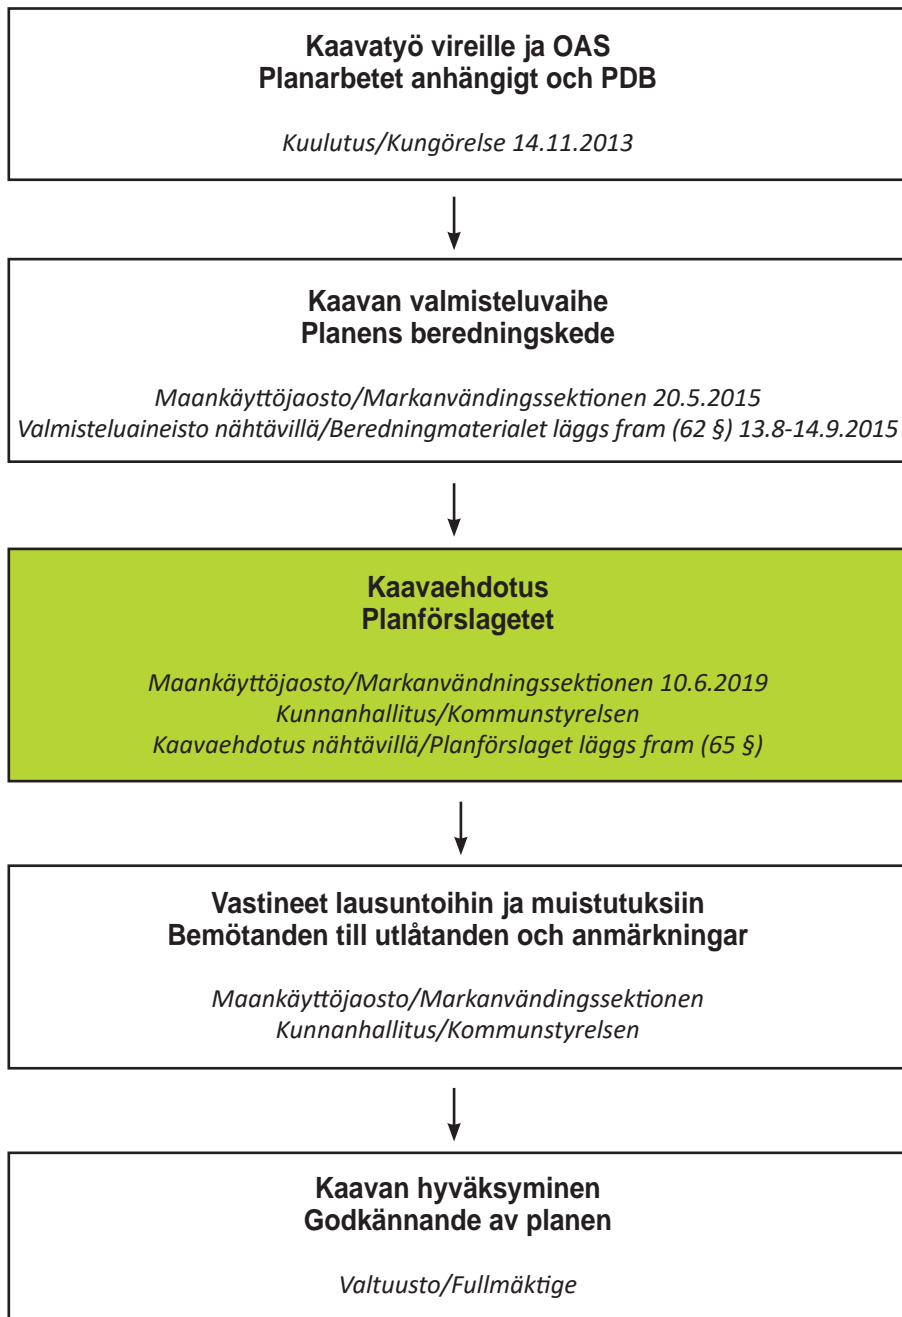 Kaavatyö vireille ja OAS
Planarbetet anhängigt och PDB
Kuulutus/Kungörelse 14.11.2013
Kaavan valmisteluvaihe
Planens beredningskede
Maankäyttöjaosto/Markanvändingssektionen 20.5.2015
Valmisteluaineisto nähtävillä/Beredningmaterialet läggs fram (62 §) 13.8-14.9.2015
Kaavaehdotus
Planförslagetet
Maankäyttöjaosto/Markanvändningssektionen 10.6.2019
Kunnanhallitus/Kommunstyrelsen
Kaavaehdotus nähtävillä/Planförslaget läggs fram (65 §)
Vastineet lausuntoihin ja muistutuksiin
Bemötanden till utlåtanden och anmärkningar
Maankäyttöjaosto/Markanvändingssektionen
Kunnanhallitus/Kommunstyrelsen
Kaavan hyväksyminen
Godkännande av planen
Valtuusto/Fullmäktige